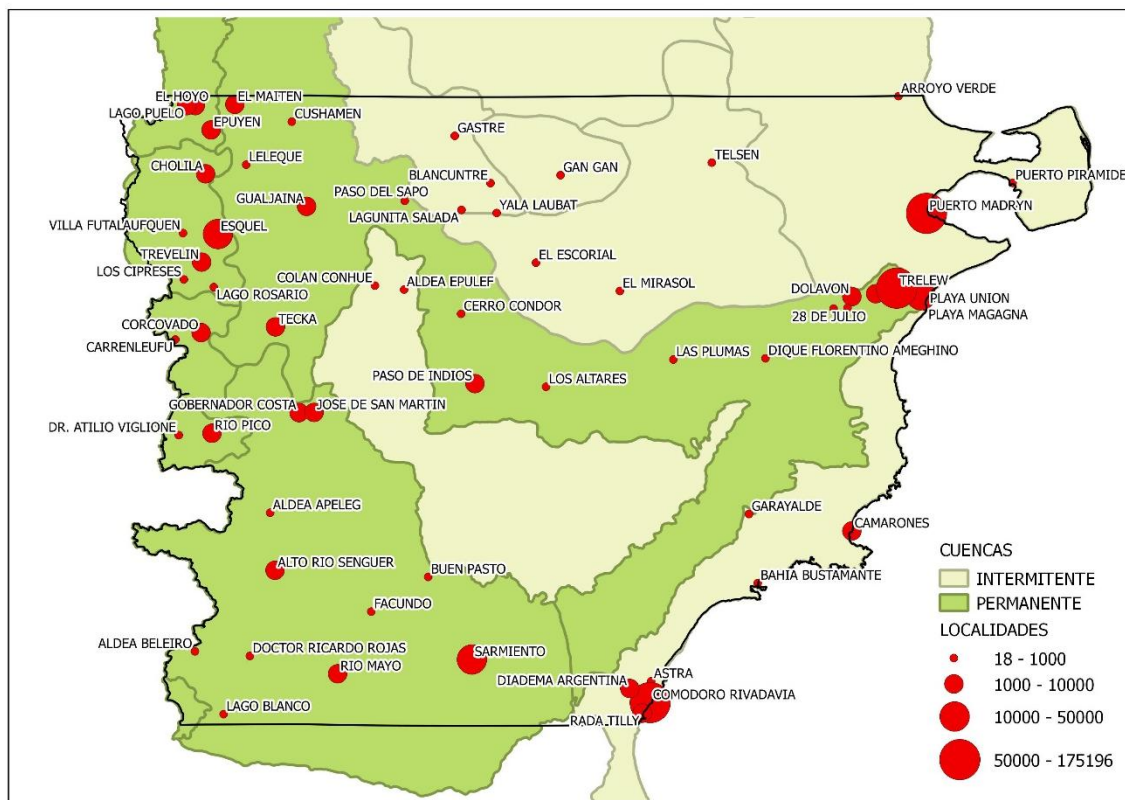 ARROYO VERDE
EL HOYO
EL MAITEN
LAGO PUELO
CUSHAMEN
EPUYEN
GASTRE
TELSEN
LELEQUE
CHOLILA
GAN GAN
BLANCUNTRE
PUERTO PIRAMIDE
PASO DEL SAPO
GUALJAINA
PUERTO MADRYN
LAGUNITA SALADA
YALA LAUBAT
VILLA FUTALAUFQUEN
ESQUEL
TREVELIN
EL ESCORIAL
LOS CIPRESES
COLAN CONHUE
ALDEA EPULEF
TRELEW
LAGO ROSARIO
EL MIRASOL
DOLAVON
CERRO CONDOR
PLAYA UNION
28 DE JULIO
PLAYA MAGAGNA
TECKA
CORCOVADO
CARRENLEUFU
LAS PLUMAS
DIQUE FLORENTINO AMEGHINO
PASO DE INDIOS
LOS ALTARES
GOBERNADOR COSTA
JOSE DE SAN MARTIN
DR. ATILIO VIGLIONE
RIO PICO
ALDEA APELEG
GARAYALDE
CAMARONES
ALTO RIO SENGUER
BUEN PASTO
BAHIA BUSTAMANTE
FACUNDO
ALDEA BELEIRO
DOCTOR RICARDO ROJAS
SARMIENTO
RIO MAYO
ASTRA
DIADEMA ARGENTINA
COMODORO RIVADAVIA
LAGO BLANCO
RADA TILLY
CUENCAS
INTERMITENTE
PERMANENTE
LOCALIDADES
18 - 1000
1000 - 10000
10000 - 50000
50000 - 175196